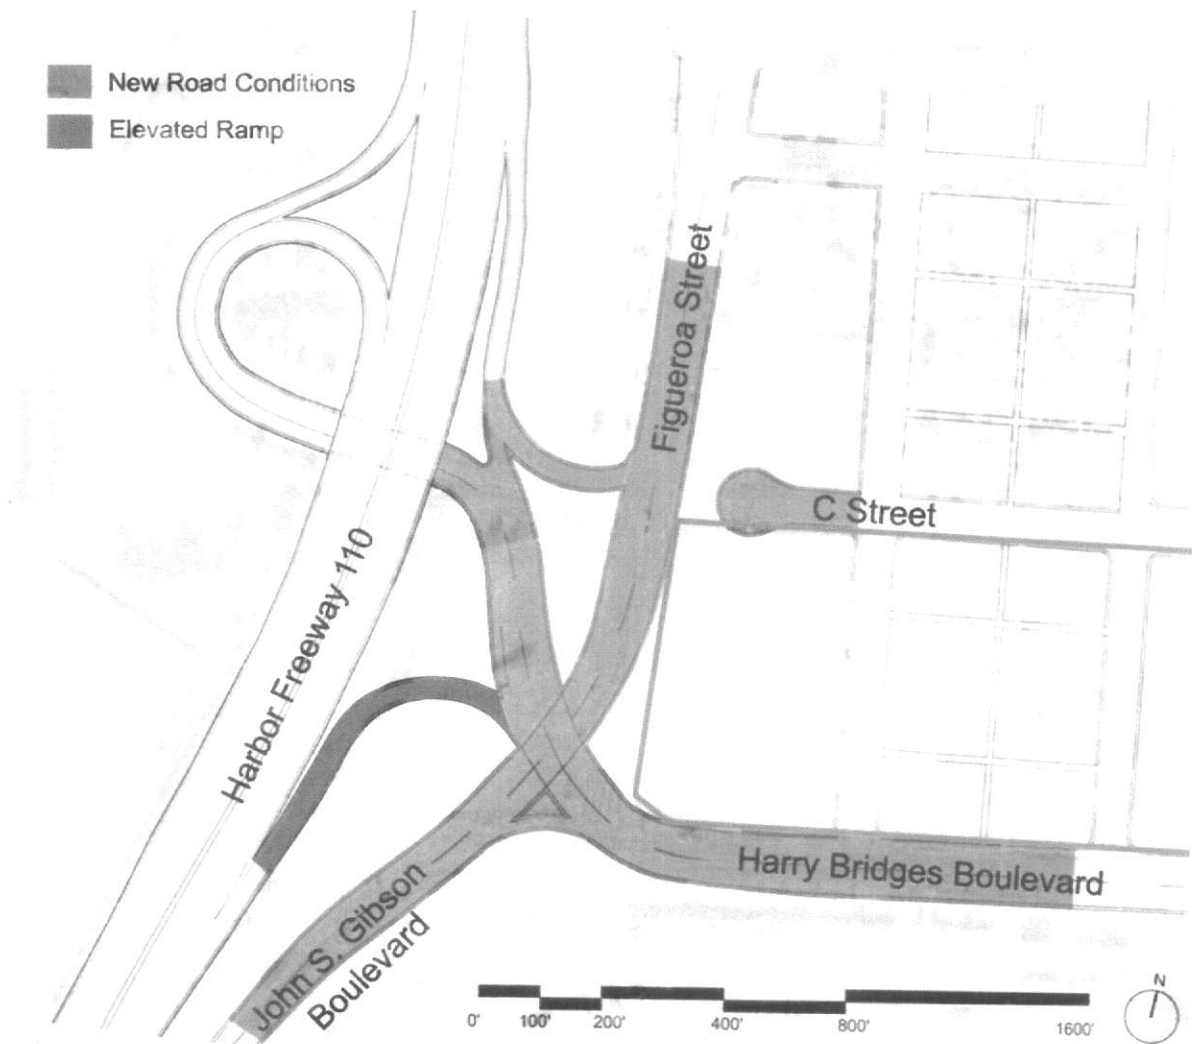 New Road Conditions
Elevated Ramp
Figueroa Street
C Street
Harbor Freeway 110
Harry Bridges Boulevard
John S. Gibson
Boulevard
N
0'
100'
200'
400'
800'
1600'